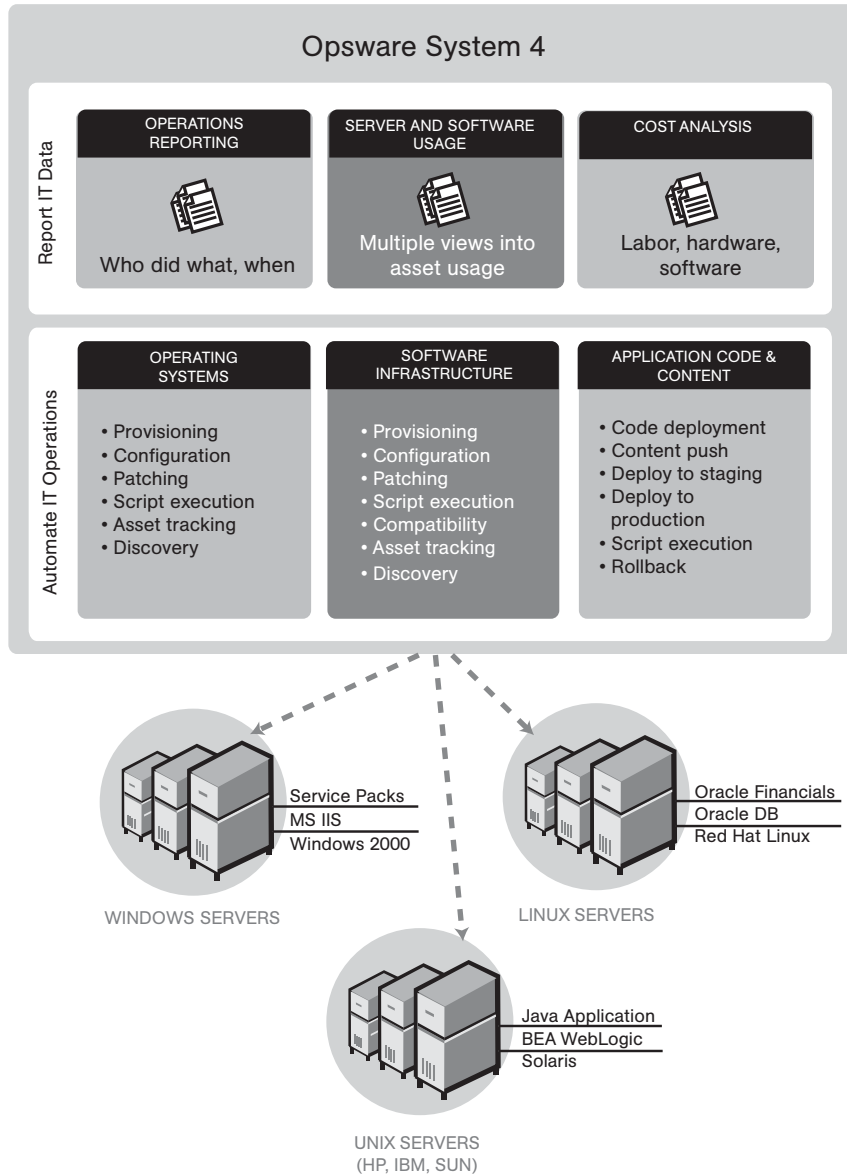 Opsware System 4
Report IT Data
OPERATIONS
REPORTING
Who did what, when
SERVER AND SOFTWARE
USAGE
Multiple views into
asset usage
COST ANALYSIS
Labor, hardware,
software
Automate IT Operations
OPERATING
SYSTEMS
• Provisioning
• Configuration
• Patching
• Script execution
• Asset tracking
• Discovery
SOFTWARE
INFRASTRUCTURE
• Provisioning
• Configuration
• Patching
• Script execution
• Compatibility
• Asset tracking
• Discovery
APPLICATION CODE &
CONTENT
• Code deployment
• Content push
• Deploy to staging
• Deploy to
production
• Script execution
• Rollback
Service Packs
MS IIS
Windows 2000
WINDOWS SERVERS
Oracle Financials
Oracle DB
Red Hat Linux
LINUX SERVERS
Java Application
BEA WebLogic
Solaris
UNIX SERVERS
(HP, IBM, SUN)